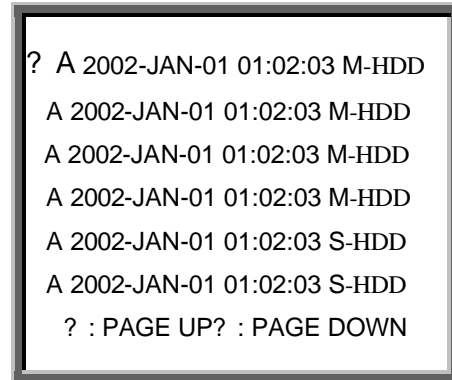 ? A 2002-JAN-01 01:02:03 M-HDD
A 2002-JAN-01 01:02:03 M-HDD
A 2002-JAN-01 01:02:03 M-HDD
A 2002-JAN-01 01:02:03 M-HDD
A 2002-JAN-01 01:02:03 S-HDD
A 2002-JAN-01 01:02:03 S-HDD
? : PAGE UP? : PAGE DOWN